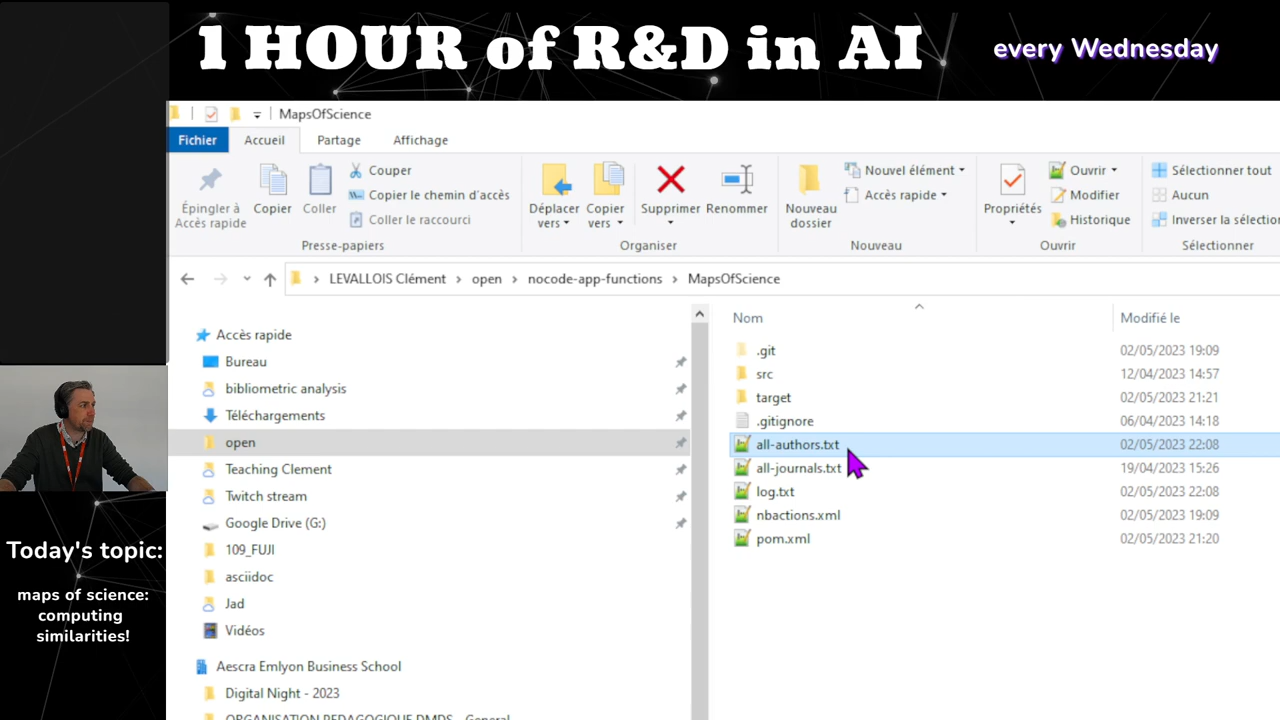 1 HOUR of R&D in AI
every Wednesday
MapsOfScience
Fichier
Accueil
Partage
Affichage
Épingler à
Accès rapide
Copier
Coller
Couper
Copier le chemin d'accès
Coller le raccourci
Presse-papiers
Déplacer
vers
Copier
vers
Supprimer
Renommer
Organiser
Nouveau
dossier
Nouvel élément
Accès rapide
Nouveau
Propriétés
Ouvrir
Modifier
Historique
Ouvrir
Sélectionner tout
Aucun
Inverser la sélection
Sélectionner
LEVALLOIS Clément > open > nocode-app-functions > MapsOfScience
Accès rapide
Bureau
bibliometric analysis
Téléchargements
open
Teaching Clement
Twitch stream
Google Drive (G:)
109_FUJI
asciidoc
Jad
Vidéos
Aescra Emlyon Business School
Digital Night - 2023
ORGANISATION PEDAGOGIQUE DMDS - General
Nom Modifié le
.git 02/05/2023 19:09
src 12/04/2023 14:57
target 02/05/2023 21:21
.gitignore 06/04/2023 14:18
all-authors.txt 02/05/2023 22:08
all-journals.txt 19/04/2023 15:26
log.txt 02/05/2023 22:08
nbactions.xml 02/05/2023 19:09
pom.xml 02/05/2023 21:20
Today's topic:
maps of science:
computing
similarities!